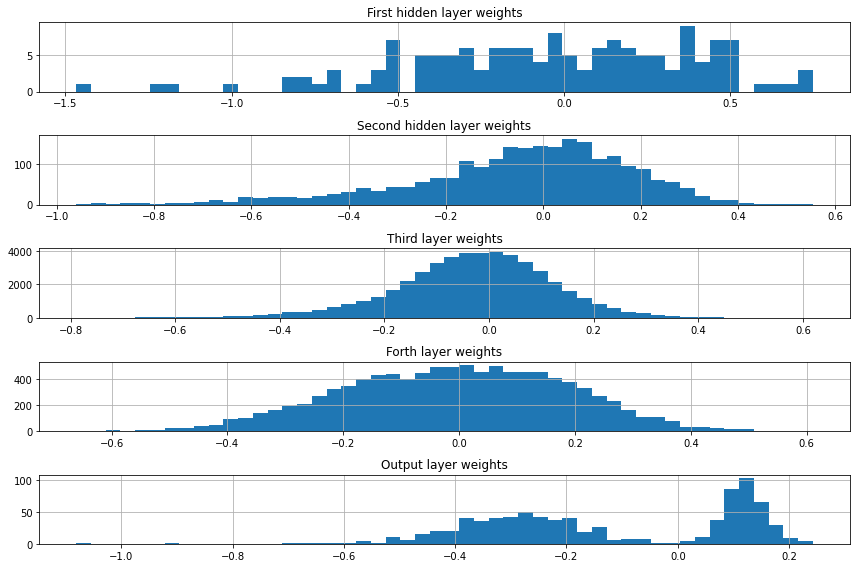 First hidden layer weights
5
0
−1.5 −1.0 −0.5 0.0 0.5
Second hidden layer weights
100
0
−1.0 −0.8 −0.6 −0.4 −0.2 0.0 0.2 0.4 0.6
Third layer weights
4000
2000
0
−0.8 −0.6 −0.4 −0.2 0.0 0.2 0.4 0.6
Forth layer weights
400
200
0
−0.6 −0.4 −0.2 0.0 0.2 0.4 0.6
Output layer weights
100
50
0
−1.0 −0.8 −0.6 −0.4 −0.2 0.0 0.2